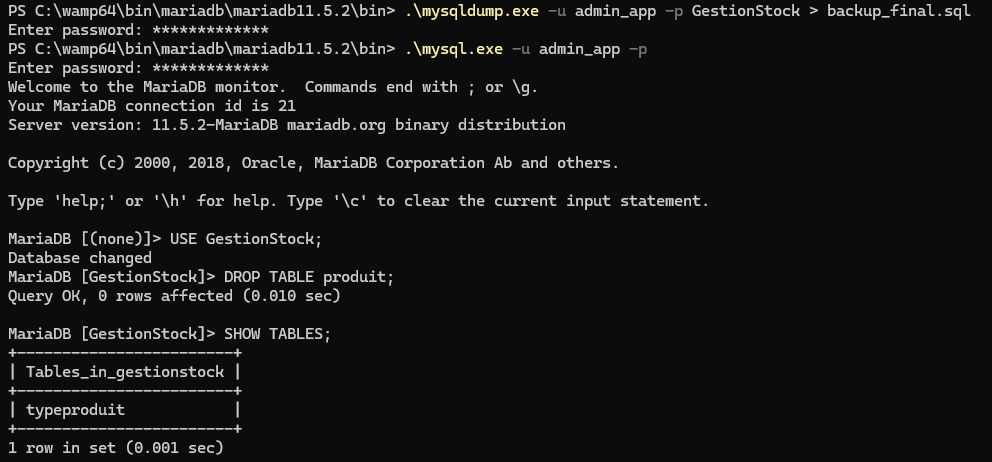 PS C:\wamp64\bin\mariadb\mariadb11.5.2\bin> .\mysqldump.exe -u admin_app -p GestionStock > backup_final.sql
Enter password: *************
PS C:\wamp64\bin\mariadb\mariadb11.5.2\bin> .\mysql.exe -u admin_app -p
Enter password: *************
Welcome to the MariaDB monitor.  Commands end with ; or \g.
Your MariaDB connection id is 21
Server version: 11.5.2-MariaDB mariadb.org binary distribution

Copyright (c) 2000, 2018, Oracle, MariaDB Corporation Ab and others.

Type 'help;' or '\h' for help. Type '\c' to clear the current input statement.

MariaDB [(none)]> USE GestionStock;
Database changed
MariaDB [GestionStock]> DROP TABLE produit;
Query OK, 0 rows affected (0.010 sec)

MariaDB [GestionStock]> SHOW TABLES;
+------------------------+
| Tables_in_gestionstock |
+------------------------+
| typeproduit            |
+------------------------+
1 row in set (0.001 sec)